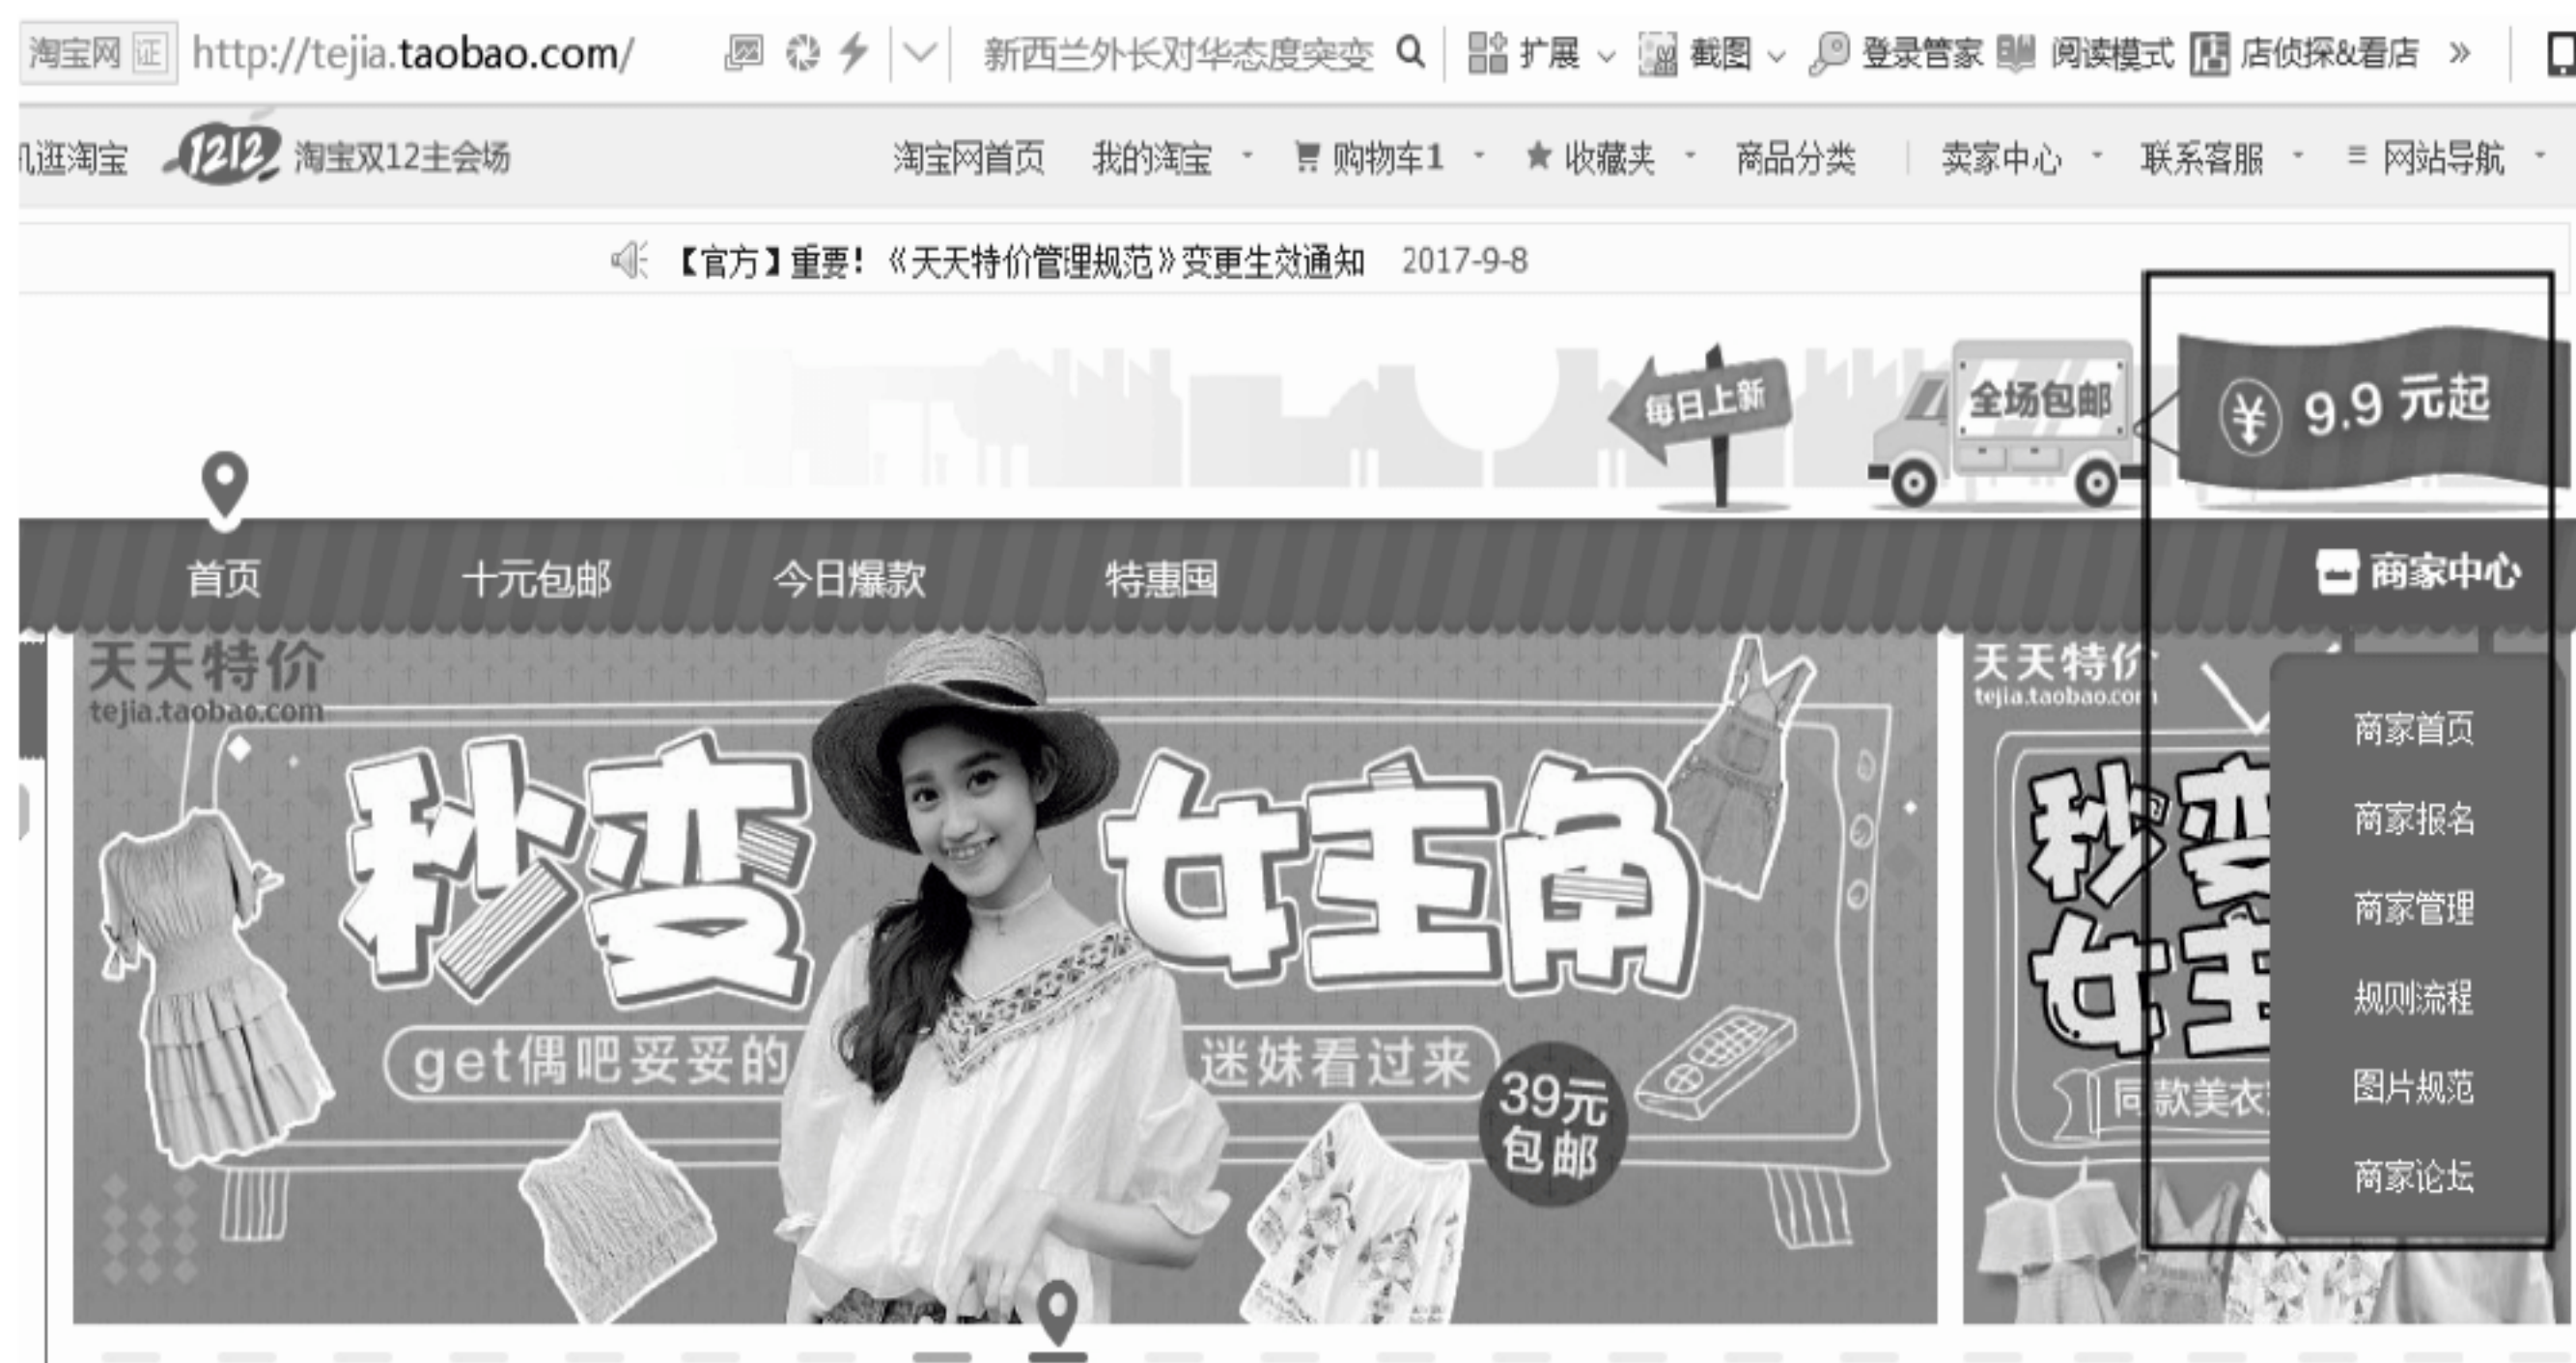 淘宝网 证 http://tejia.taobao.com/ 新西兰外长对华态度突变 扩展 截图 登录管家 阅读模式 店侦探&看店 »
机逛淘宝 1212 淘宝双12主会场 淘宝网首页 我的淘宝 购物车1 收藏夹 商品分类 卖家中心 联系客服 网站导航
【官方】重要！《天天特价管理规范》变更生效通知 2017-9-8
每日上新 全场包邮 ¥ 9.9 元起
首页 十元包邮 今日爆款 特惠囤 商家中心
天天特价
tejia.taobao.com
秒变 女主角
get偶吧妥妥的 迷妹看过来
39元
包邮
天天特价
tejia.taobao.com
秒变
女主
同款美衣
商家首页
商家报名
商家管理
规则流程
图片规范
商家论坛